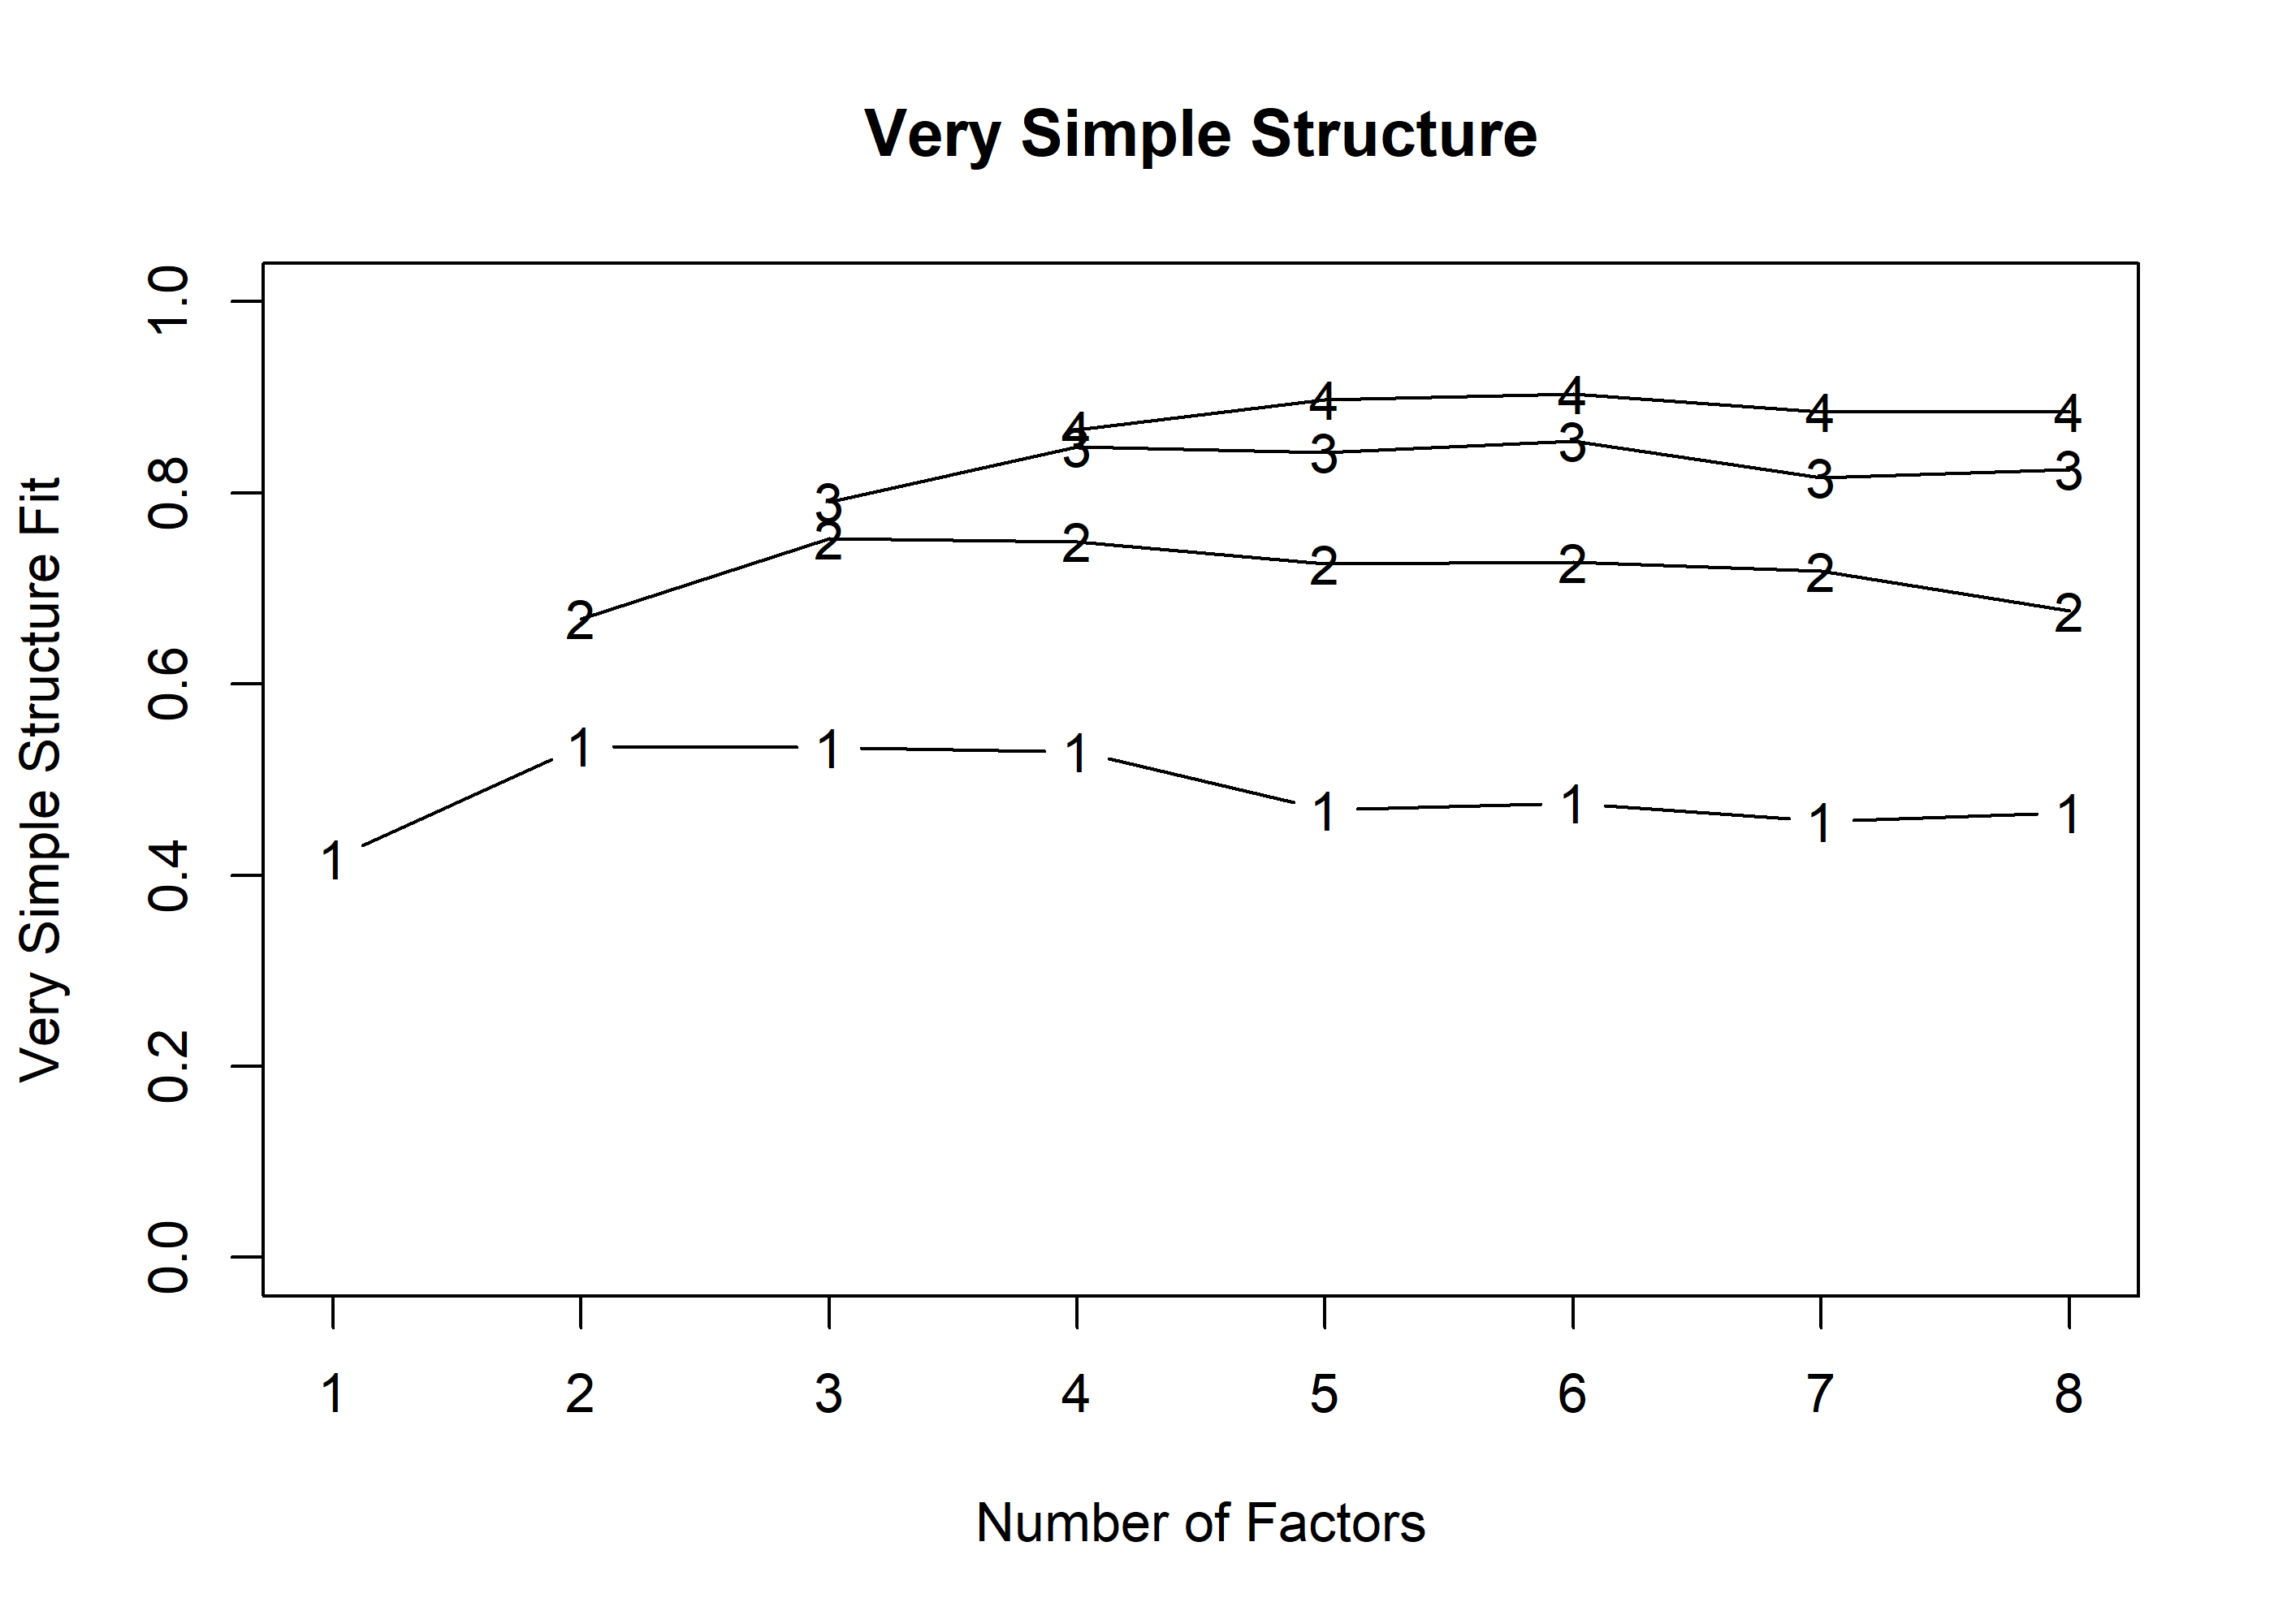 Very Simple Structure
Very Simple Structure Fit
1.0
0.8
0.6
0.4
0.2
0.0
4 4 4 4 4
3 3 3 3 3 3
2 2 2 2 2 2 2
1 1 1 1 1 1 1 1
1 2 3 4 5 6 7 8
Number of Factors